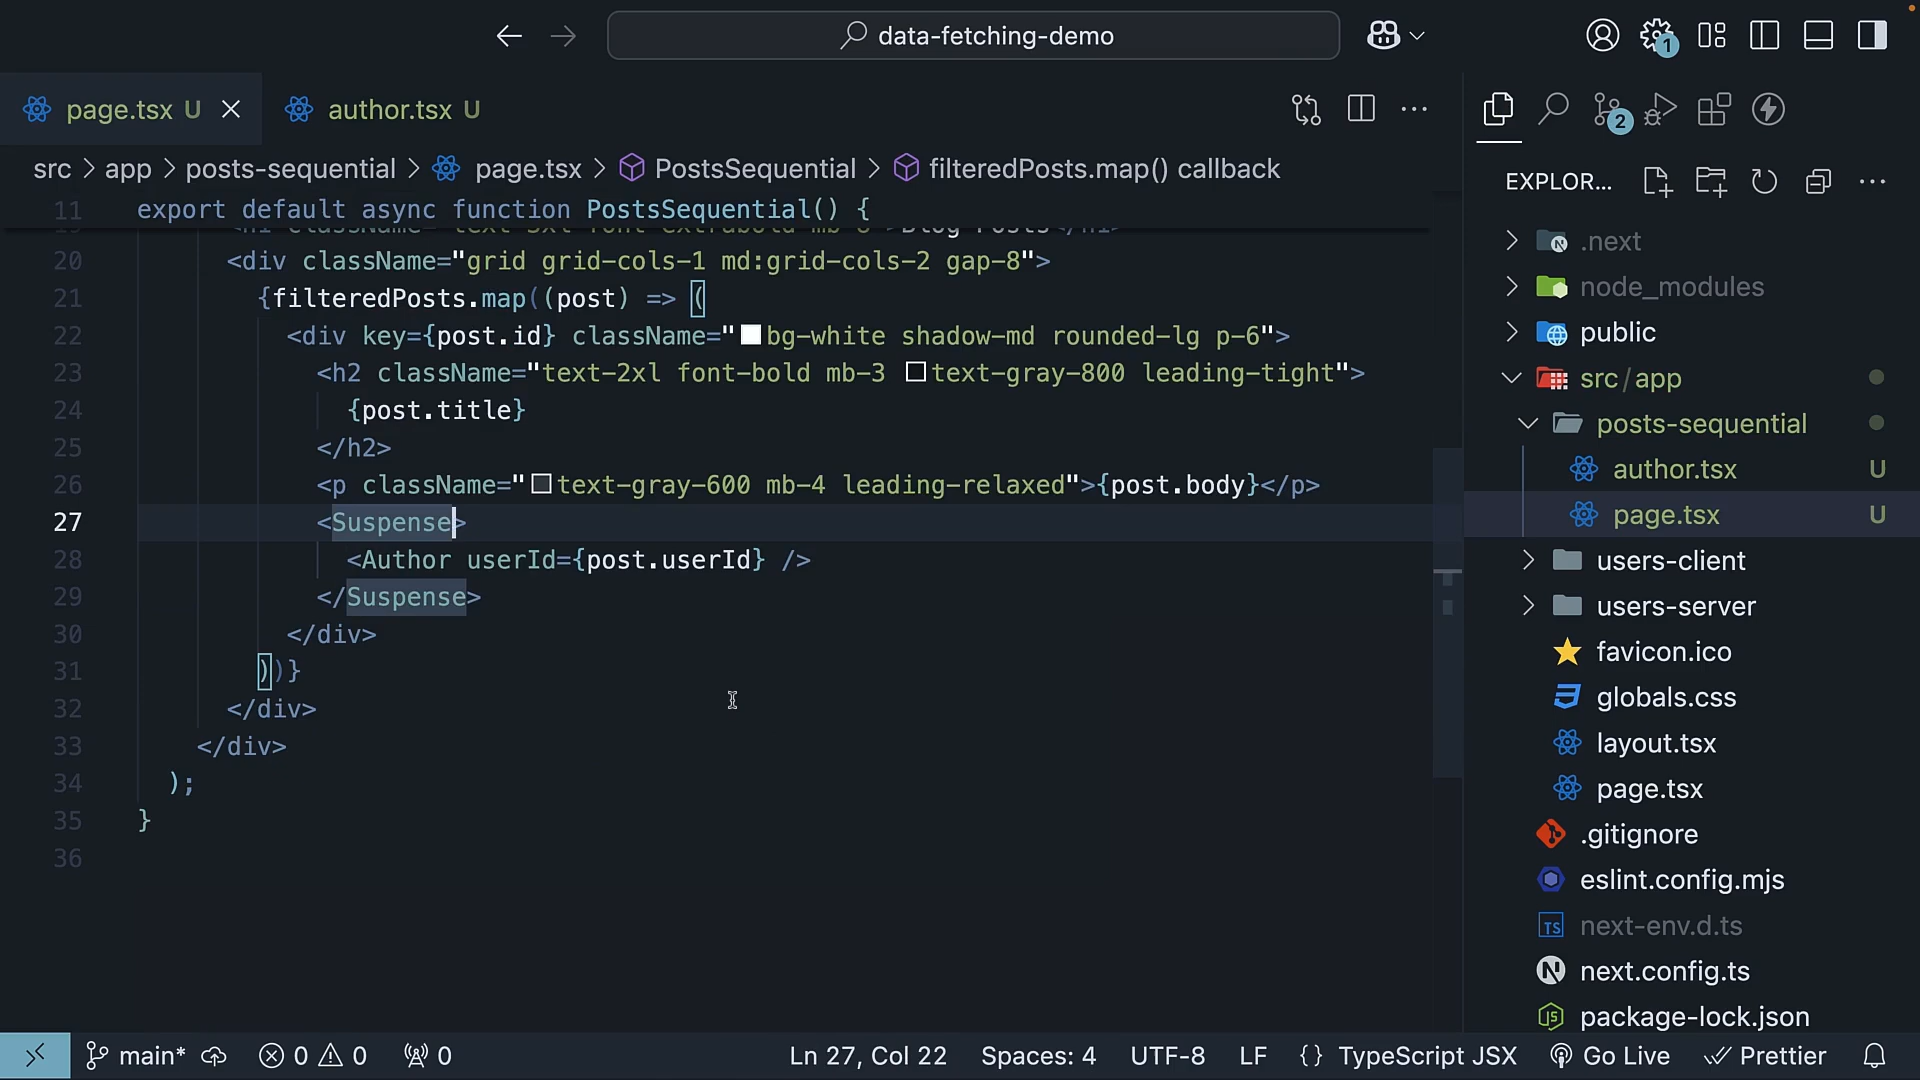 data-fetching-demo
1
page.tsx U
author.tsx U
2
src > app > posts-sequential > page.tsx > PostsSequential > filteredPosts.map() callback
EXPLOR...
11 export default async function PostsSequential() {
20 <div className="grid grid-cols-1 md:grid-cols-2 gap-8">
21 {filteredPosts.map((post) => (
22 <div key={post.id} className="bg-white shadow-md rounded-lg p-6">
23 <h2 className="text-2xl font-bold mb-3 text-gray-800 leading-tight">
24 {post.title}
25 </h2>
26 <p className="text-gray-600 mb-4 leading-relaxed">{post.body}</p>
27 <Suspense>
28 <Author userId={post.userId} />
29 </Suspense>
30 </div>
31 ))}
32 </div>
33 </div>
34 );
35 }
36
.next
node_modules
public
src/app
posts-sequential
author.tsx U
page.tsx U
users-client
users-server
favicon.ico
globals.css
layout.tsx
page.tsx
.gitignore
eslint.config.mjs
next-env.d.ts
next.config.ts
package-lock.json
main* 0 0 0 Ln 27, Col 22 Spaces: 4 UTF-8 LF {} TypeScript JSX Go Live Prettier